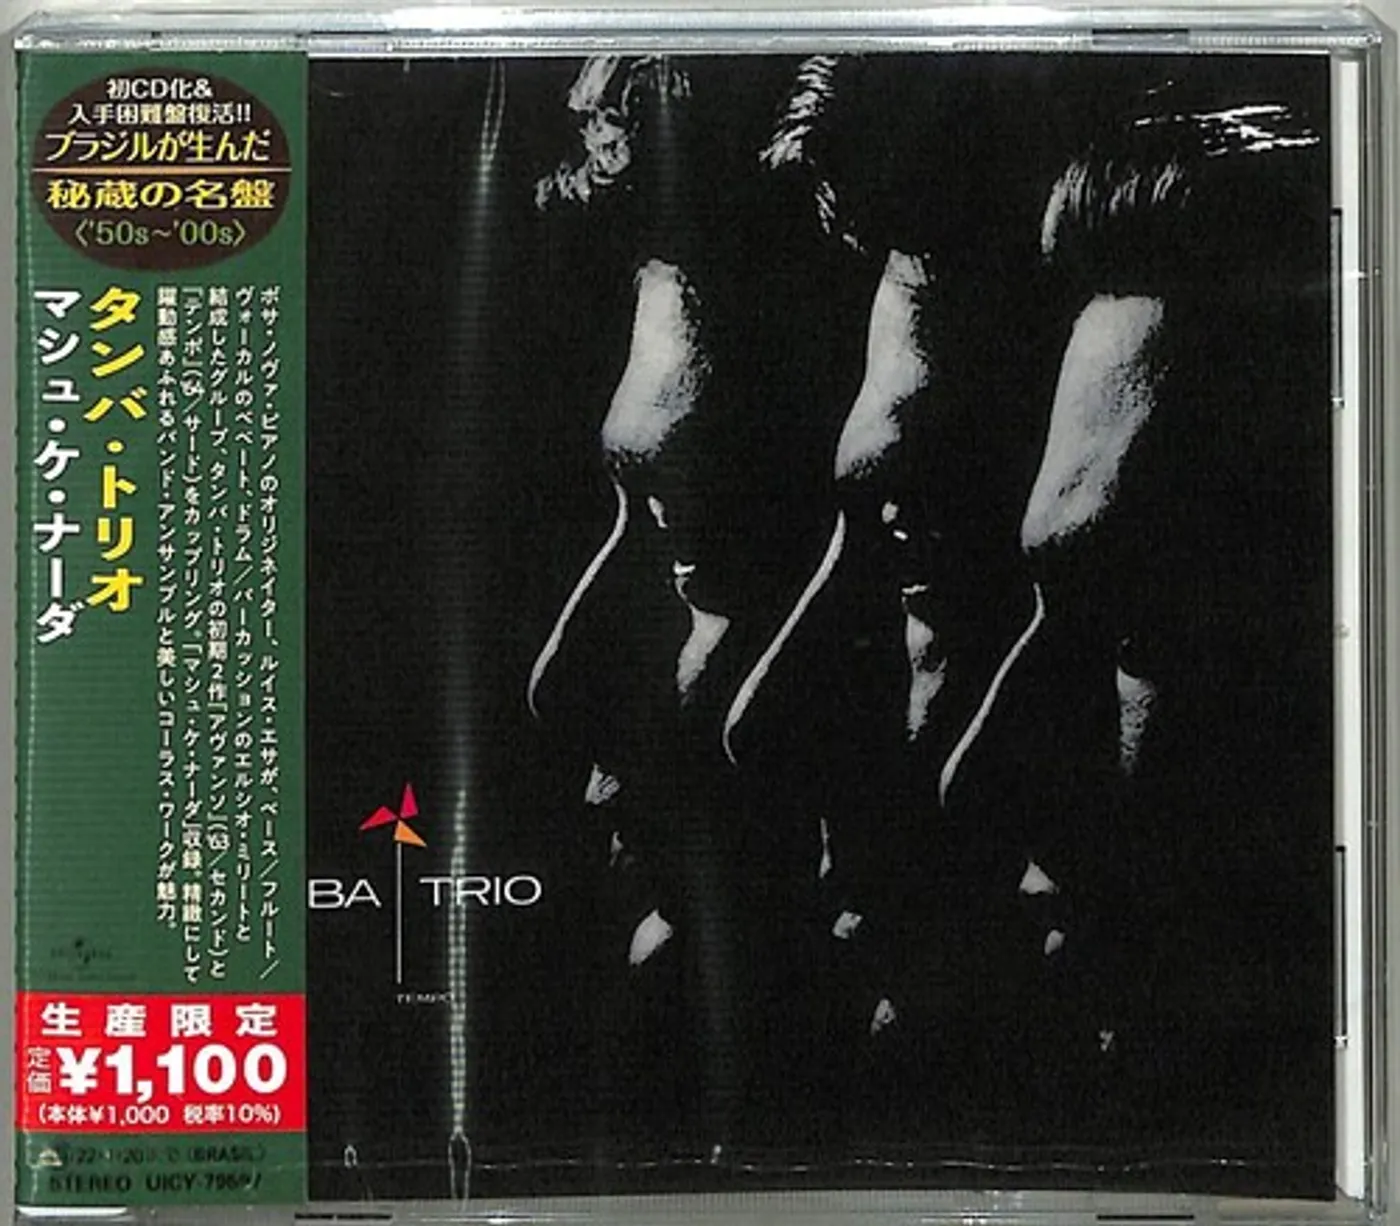 初CD化&
入手困難盤復活!!
ブラジルが生んだ
秘蔵の名盤
〈'50s~'00s〉
ボサ・ノヴァ・ピアノのオリジネイター、ルイス・エサが、ベース／フルート／
ヴォーカルのベベート、ドラム／パーカッションのエルシオ・ミリートと
結成したグループ、タンバ・トリオの初期2作『アヴァンソ』('63／セカンド)と
『テンポ』('64／サード)をカップリング。「マシュ・ケ・ナーダ」収録。精緻にして
躍動感あふれるバンド・アンサンブルと美しいコーラス・ワークが魅力。
タンバ・トリオ
マシュ・ケ・ナーダ
生産限定
定価 ¥1,100
(本体¥1,000 税率10%)
(BRASIL)
STEREO
BA TRIO
TEMPO